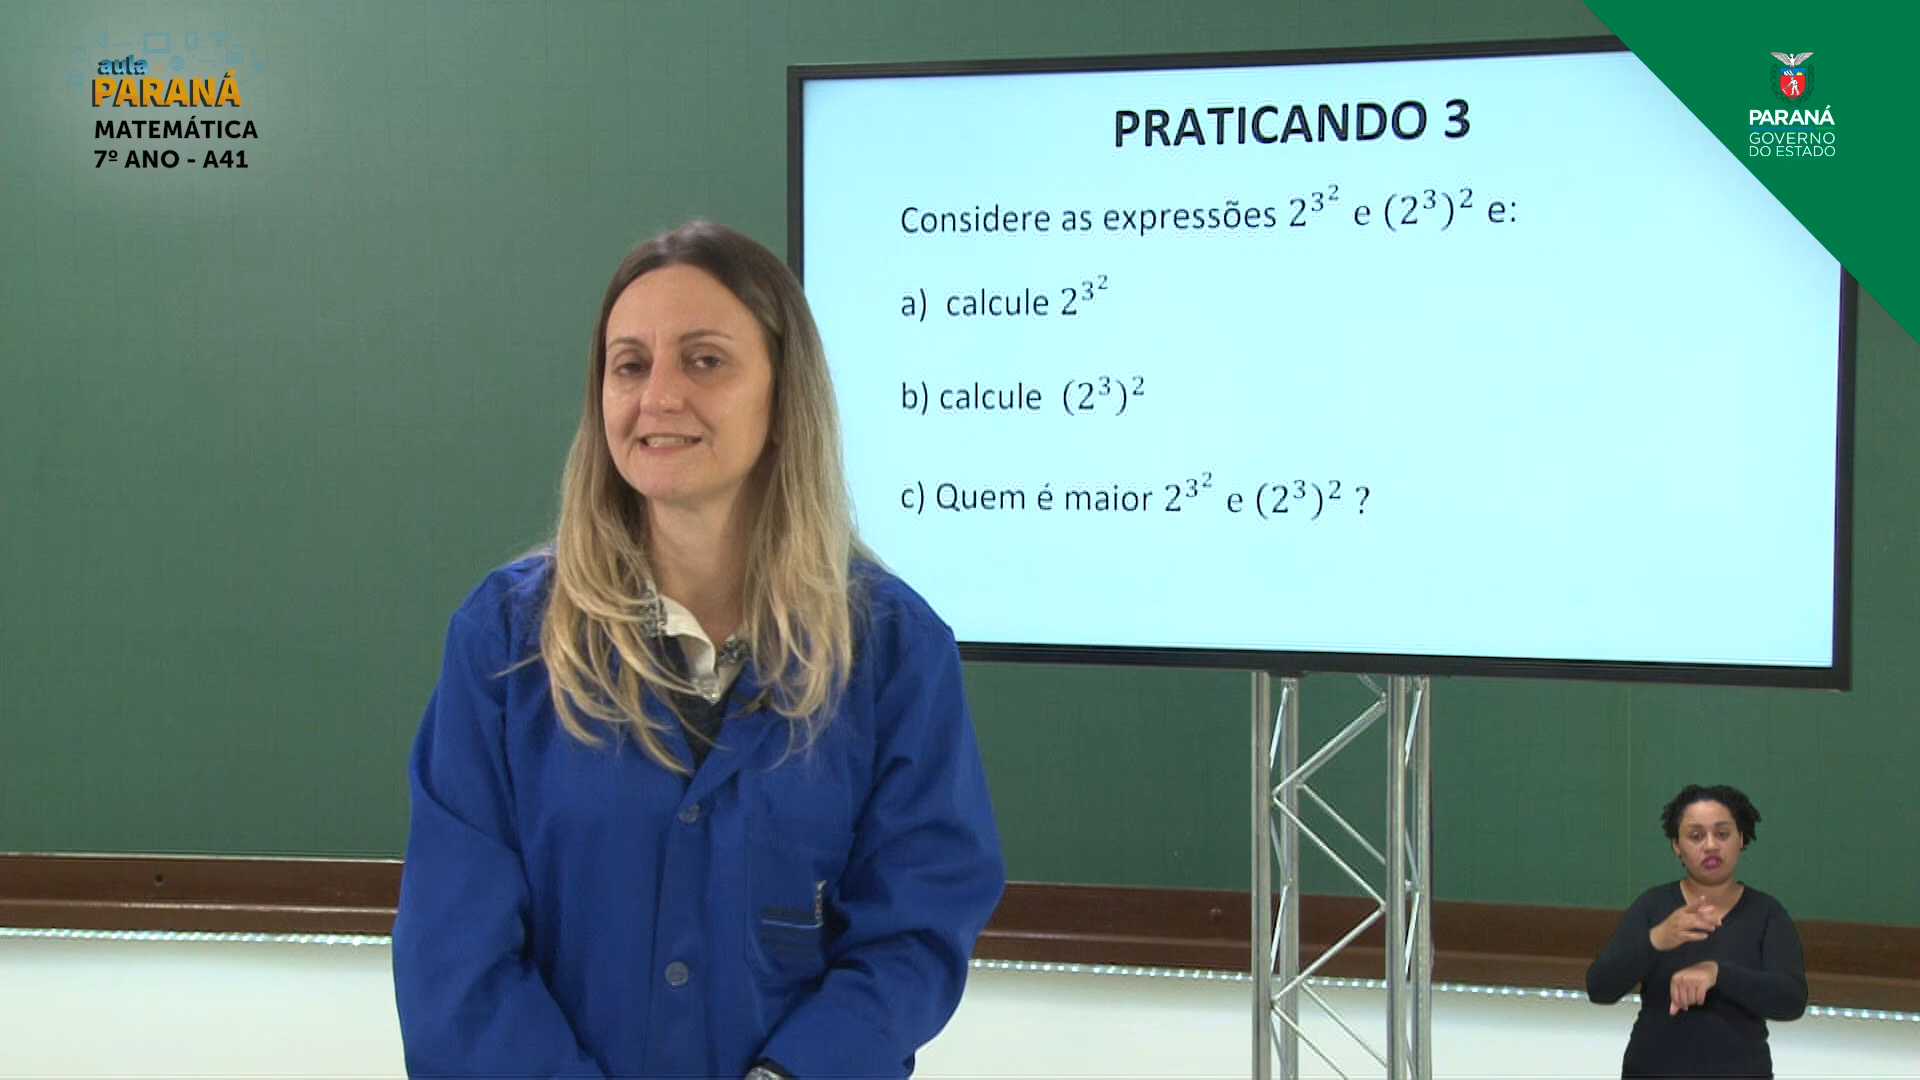 aula
PARANÁ
MATEMÁTICA
7º ANO - A41
PARANÁ
GOVERNO
DO ESTADO
PRATICANDO 3
Considere as expressões 2^{3^2} e (2^3)^2 e:
a) calcule 2^{3^2}
b) calcule (2^3)^2
c) Quem é maior 2^{3^2} e (2^3)^2 ?